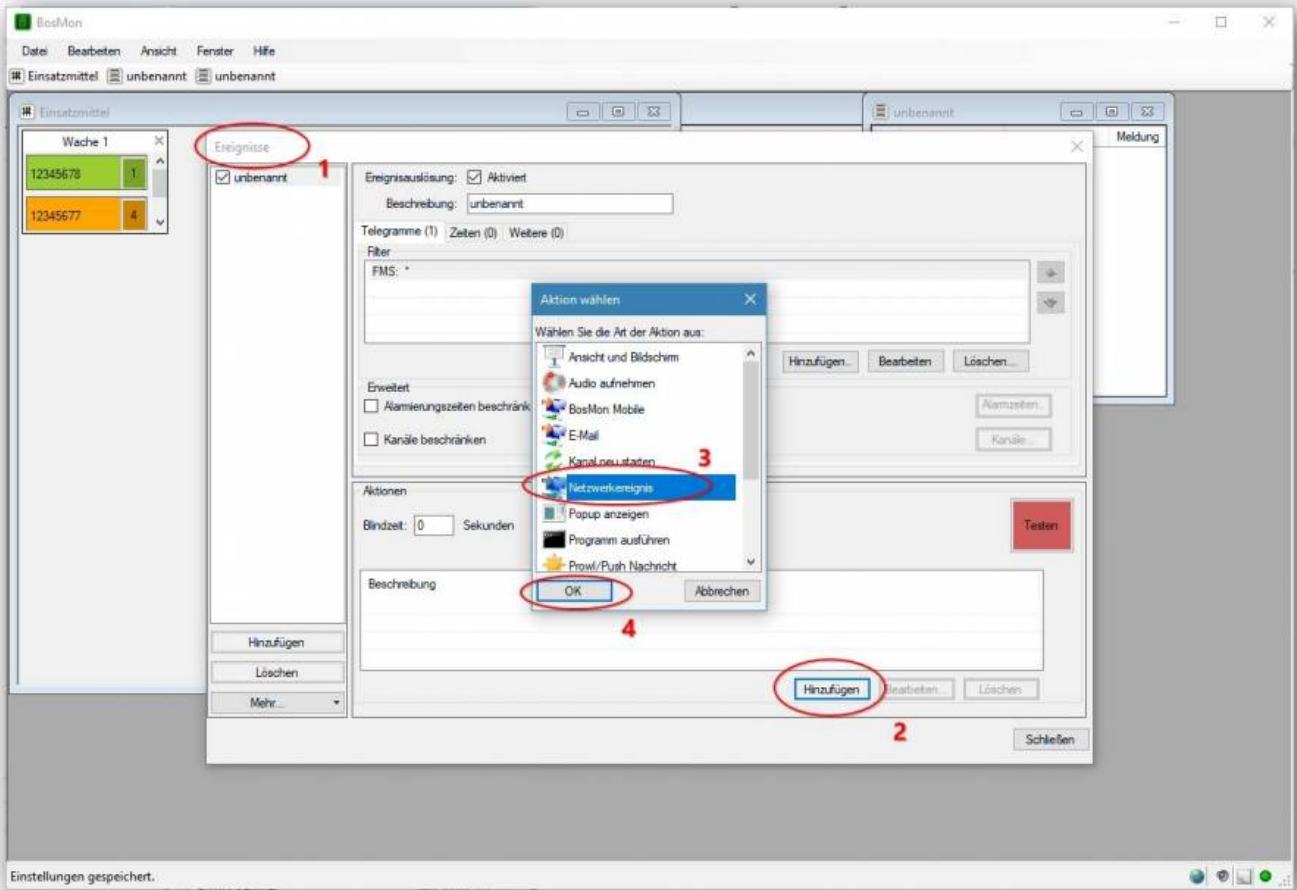 BosMon
Datei Bearbeiten Ansicht Fenster Hilfe
Einsatzmittel unbenannt unbenannt
Einsatzmittel
unbenannt
Meldung
Wache 1
12345678 1
12345677 4
Ereignisse
1
unbenannt
Ereignisauslösung: Aktiviert
Beschreibung: unbenannt
Telegramme (1) Zeiten (0) Weitere (0)
Filter
FMS: *
Hinzufügen... Bearbeiten Löschen...
Erweitert
Alarmierungszeiten beschränk
Alarmzeiten...
Kanäle beschränken
Kanäle...
Aktion wählen
Wählen Sie die Art der Aktion aus:
Ansicht und Bildschirm
Audio aufnehmen
BosMon Mobile
E-Mail
Kanal neu starten
3
Netzwerkereignis
Popup anzeigen
Programm ausführen
Prowl/Push Nachricht
OK Abbrechen
4
Aktionen
Blindzeit: 0 Sekunden
Testen
Beschreibung
Hinzufügen Bearbeiten... Löschen
2
Hinzufügen
Löschen
Mehr...
Schließen
Einstellungen gespeichert.